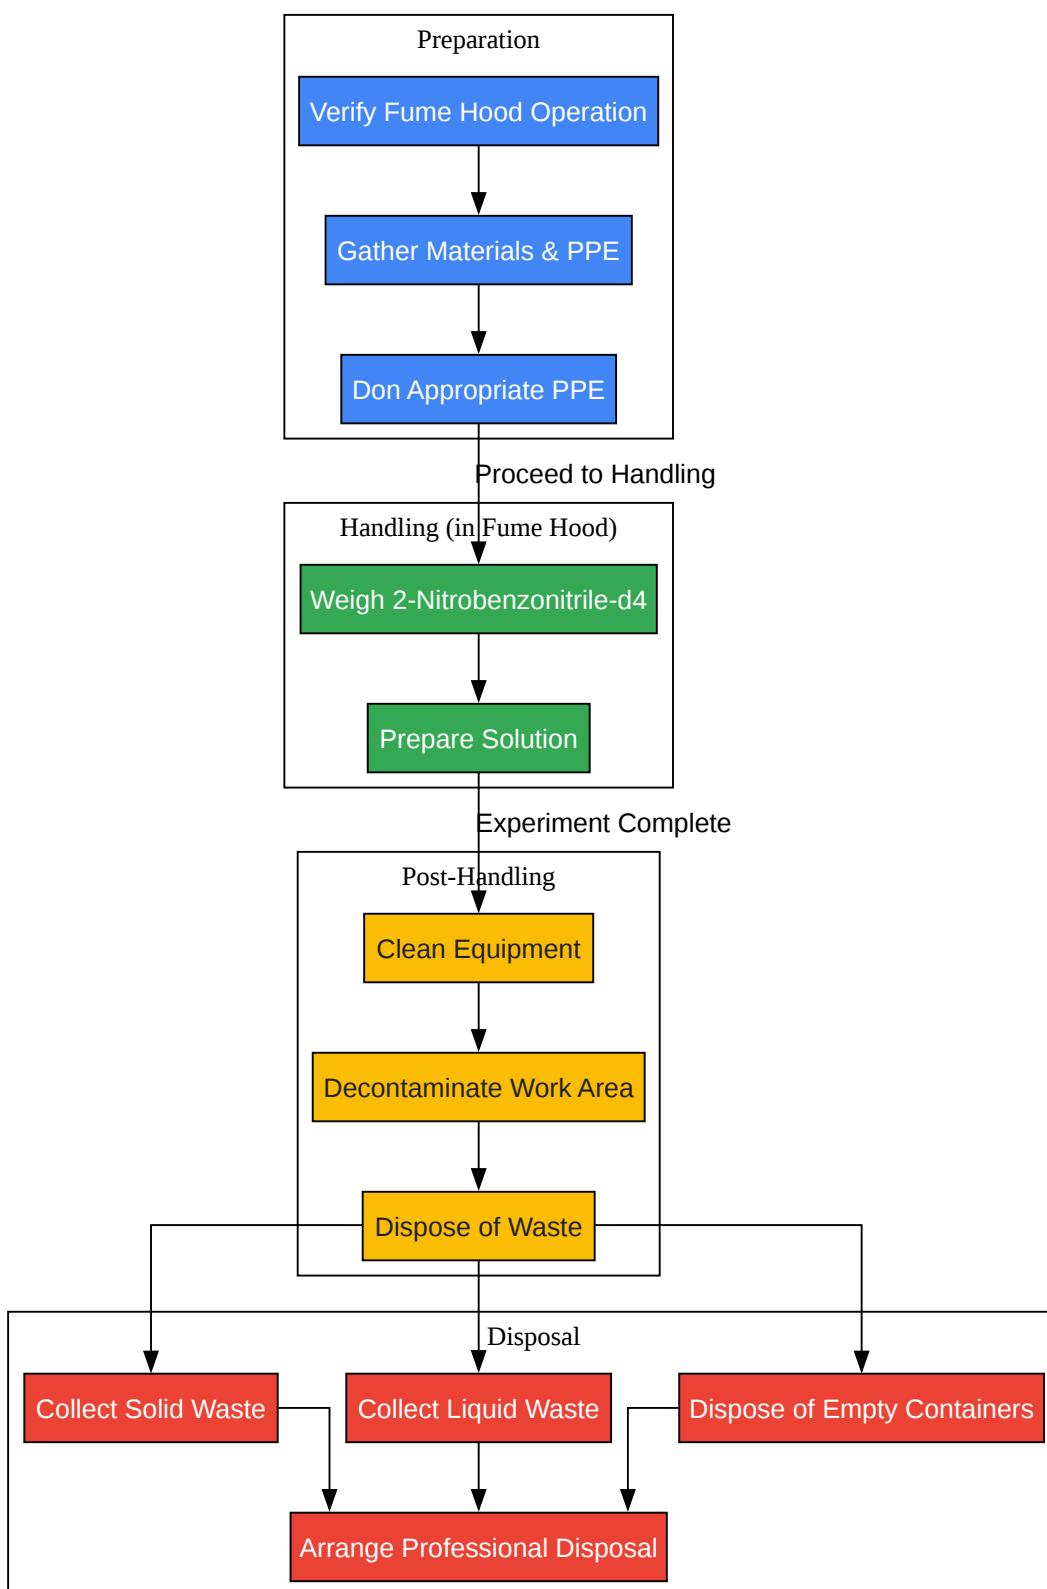 Preparation
Verify Fume Hood Operation
Gather Materials & PPE
Don Appropriate PPE
Proceed to Handling
Handling (in Fume Hood)
Weigh 2-Nitrobenzonitrile-d4
Prepare Solution
Experiment Complete
Post-Handling
Clean Equipment
Decontaminate Work Area
Dispose of Waste
Disposal
Collect Solid Waste
Collect Liquid Waste
Dispose of Empty Containers
Arrange Professional Disposal